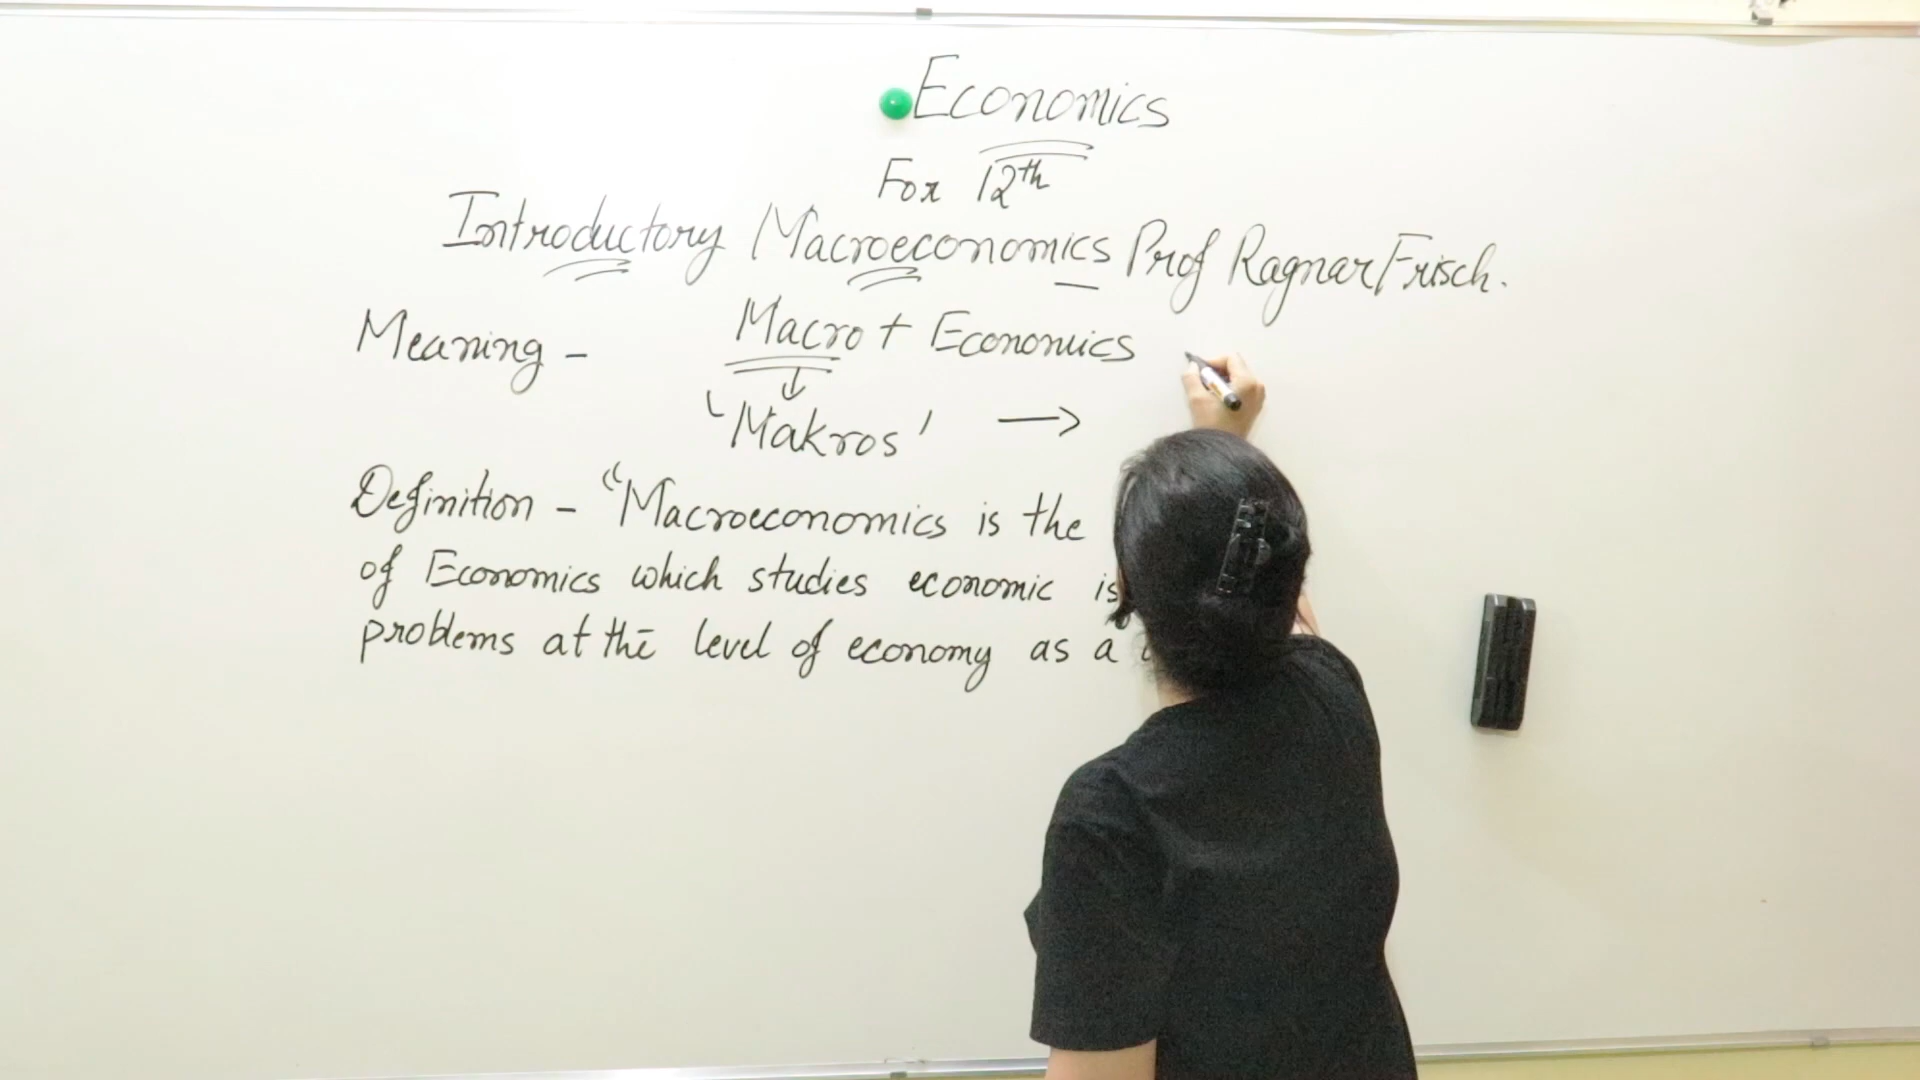 Economics
For 12th
Introductory Macroeconomics Prof Ragnar Frisch.
Meaning - Macro + Economics
↓
'Makros' →
Definition - "Macroeconomics is the
of Economics which studies economic
problems at the level of economy as a